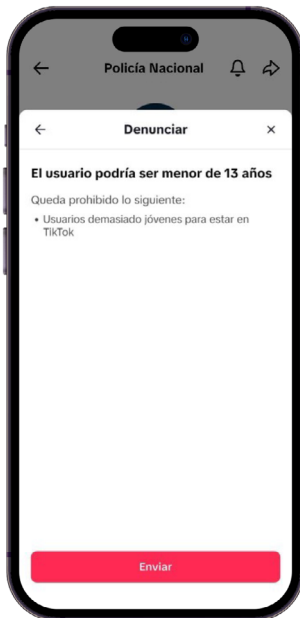 Policía Nacional
Denunciar
El usuario podría ser menor de 13 años
Queda prohibido lo siguiente:
• Usuarios demasiado jóvenes para estar en
TikTok
Enviar